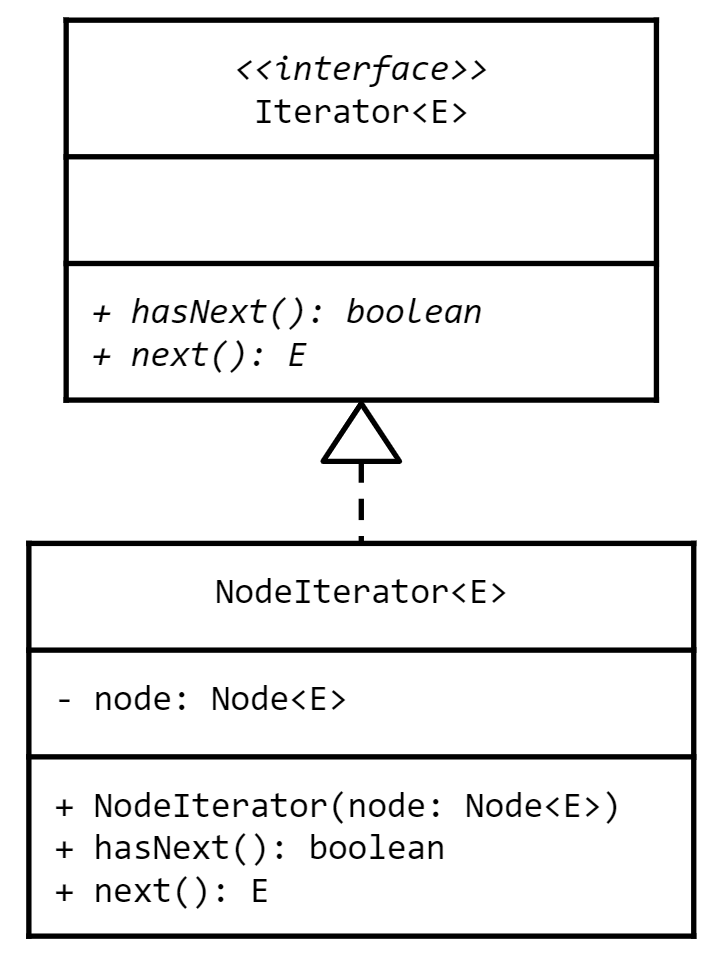 <<interface>>
Iterator<E>
+ hasNext(): boolean
+ next(): E
NodeIterator<E>
- node: Node<E>
+ NodeIterator(node: Node<E>)
+ hasNext(): boolean
+ next(): E